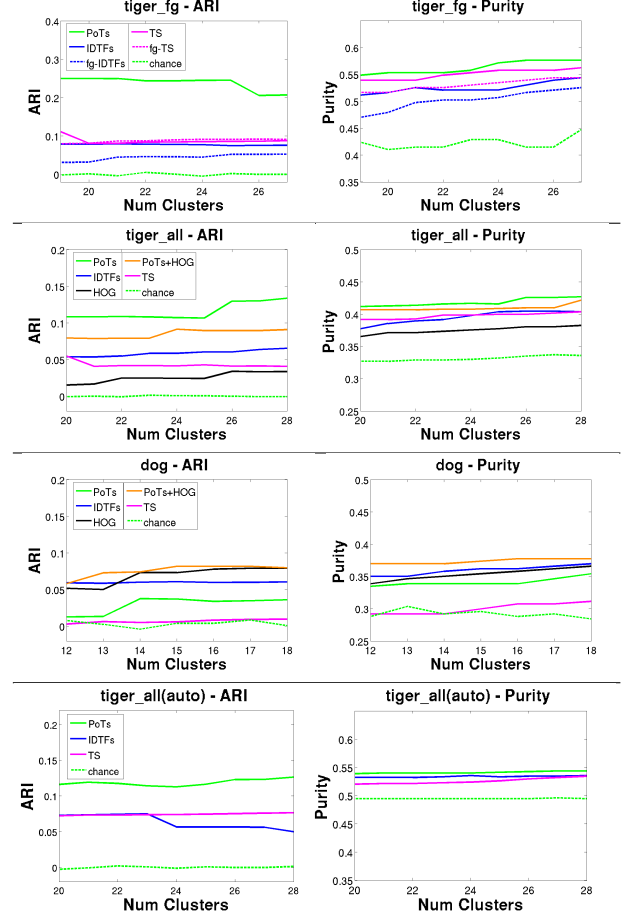 tiger_fg - ARI
0.4
0.3
0.2
0.1
0
ARI
PoTs
IDTFs
fg-IDTFs
TS
fg-TS
chance
20
22
24
26
Num Clusters
tiger_fg - Purity
0.55
0.5
0.45
0.4
0.35
Purity
20
22
24
26
Num Clusters
tiger_all - ARI
0.2
0.15
0.1
0.05
0
ARI
PoTs
IDTFs
HOG
PoTs+HOG
TS
chance
20
22
24
26
28
Num Clusters
tiger_all - Purity
0.5
0.45
0.4
0.35
0.3
0.25
Purity
20
22
24
26
28
Num Clusters
dog - ARI
0.2
0.15
0.1
0.05
0
ARI
PoTs
IDTFs
HOG
PoTs+HOG
TS
chance
12
13
14
15
16
17
18
Num Clusters
dog - Purity
0.5
0.45
0.4
0.35
0.3
0.25
Purity
12
13
14
15
16
17
18
Num Clusters
tiger_all(auto) - ARI
0.2
0.15
0.1
0.05
0
ARI
PoTs
IDTFs
TS
chance
20
22
24
26
28
Num Clusters
tiger_all(auto) - Purity
0.6
0.55
0.5
0.45
0.4
0.35
Purity
20
22
24
26
28
Num Clusters